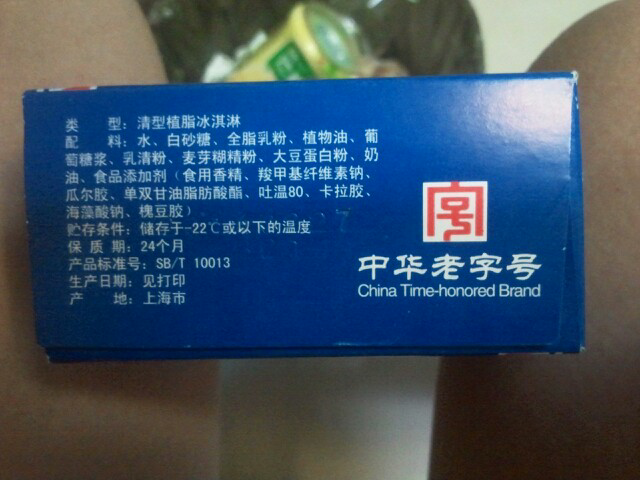 类 型：清型植脂冰淇淋
配 料：水、白砂糖、全脂乳粉、植物油、葡
萄糖浆、乳清粉、麦芽糊精粉、大豆蛋白粉、奶
油、食品添加剂（食用香精、羧甲基纤维素钠、
瓜尔胶、单双甘油脂肪酸酯、吐温80、卡拉胶、
海藻酸钠、槐豆胶）
贮存条件：储存于-22℃或以下的温度
保 质 期：24个月
产品标准号：SB/T 10013
生产日期：见打印
产 地：上海市
字号
中华老字号
China Time-honored Brand